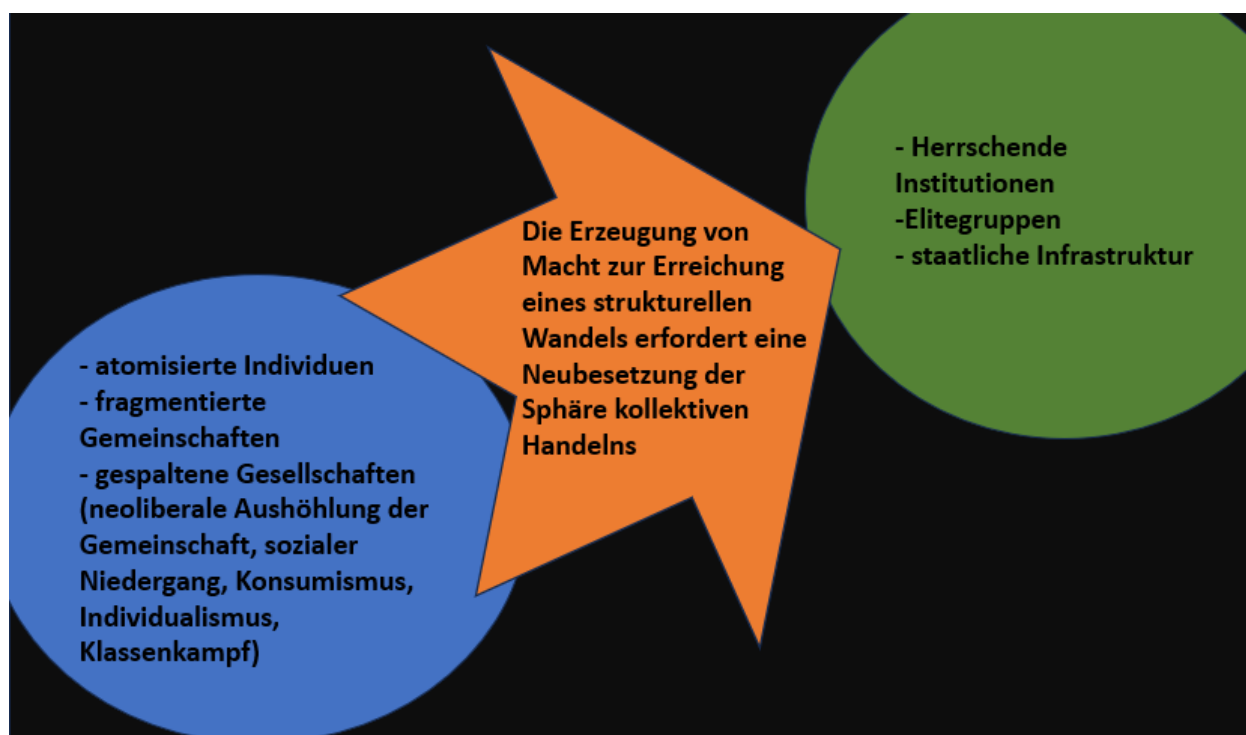 - atomisierte Individuen
- fragmentierte
Gemeinschaften
- gespaltene Gesellschaften
(neoliberale Aushöhlung der
Gemeinschaft, sozialer
Niedergang, Konsumismus,
Individualismus,
Klassenkampf)
Die Erzeugung von
Macht zur Erreichung
eines strukturellen
Wandels erfordert eine
Neubesetzung der
Sphäre kollektiven
Handelns
- Herrschende
Institutionen
-Elitegruppen
- staatliche Infrastruktur